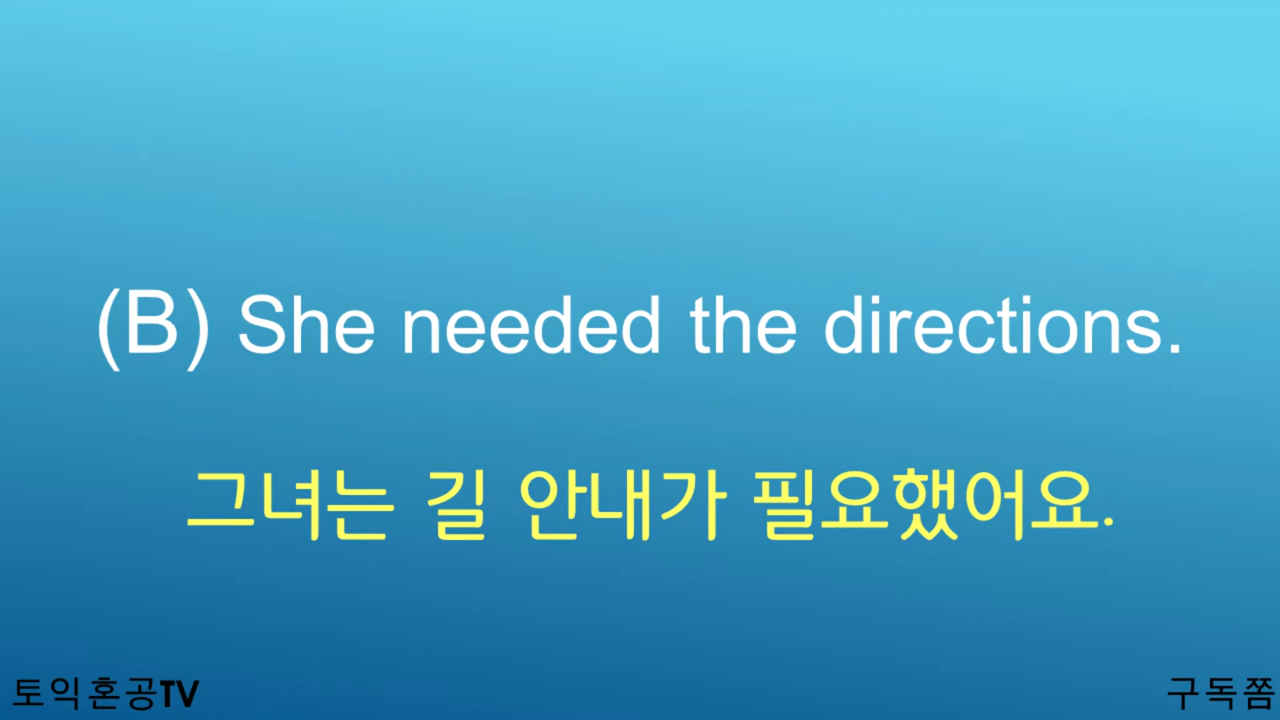 (B) She needed the directions.
그녀는 길 안내가 필요했어요.
토익혼공TV
구독쫌